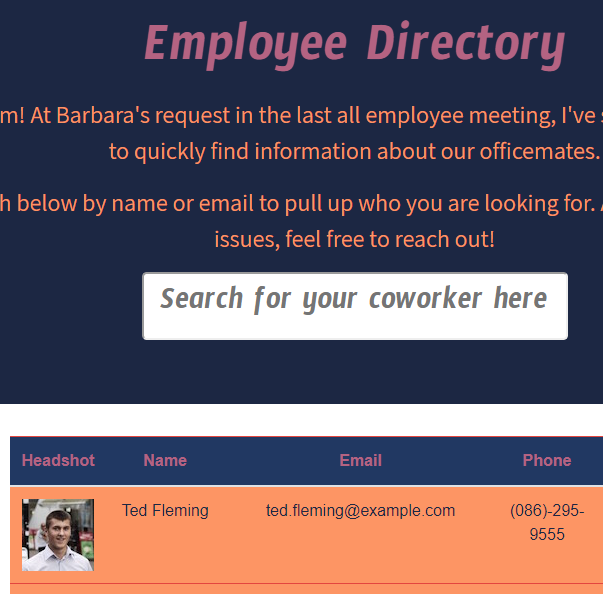 Employee Directory
m! At Barbara's request in the last all employee meeting, I've
to quickly find information about our officemates.
h below by name or email to pull up who you are looking for.
issues, feel free to reach out!
Search for your coworker here
Headshot Name Email Phone
Ted Fleming ted.fleming@example.com (086)-295-
9555